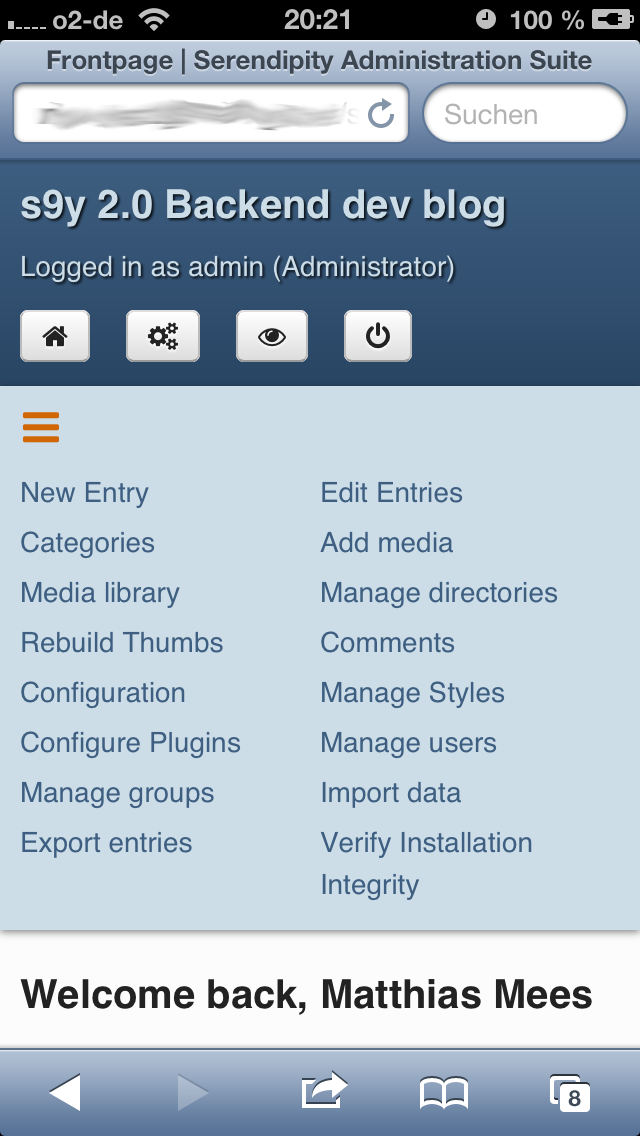 o2-de 20:21 100 %
Frontpage | Serendipity Administration Suite
Suchen
s9y 2.0 Backend dev blog
Logged in as admin (Administrator)
New Entry Edit Entries
Categories Add media
Media library Manage directories
Rebuild Thumbs Comments
Configuration Manage Styles
Configure Plugins Manage users
Manage groups Import data
Export entries Verify Installation
Integrity
Welcome back, Matthias Mees
8